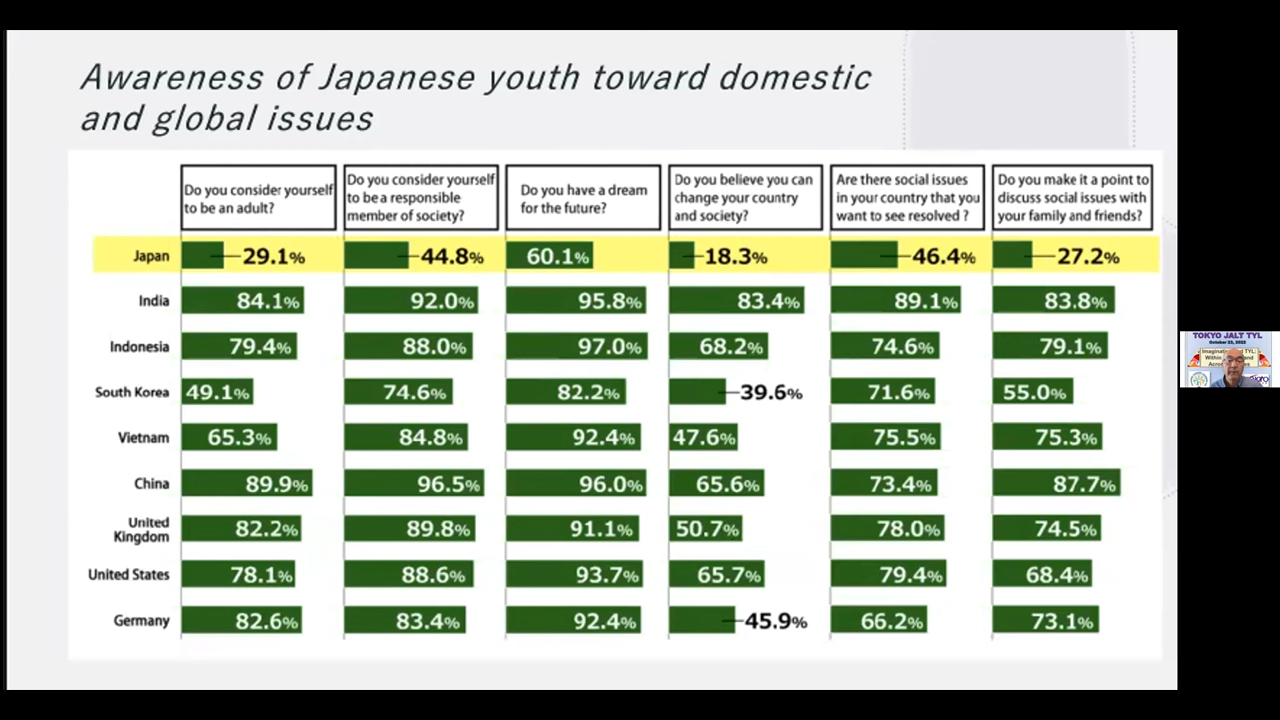 Awareness of Japanese youth toward domestic
and global issues
Do you consider yourself
to be an adult?
Do you consider yourself
to be a responsible
member of society?
Do you have a dream
for the future?
Do you believe you can
change your country
and society?
Are there social issues
in your country that you
want to see resolved ?
Do you make it a point to
discuss social issues with
your family and friends?
Japan 29.1% 44.8% 60.1% 18.3% 46.4% 27.2%
India 84.1% 92.0% 95.8% 83.4% 89.1% 83.8%
Indonesia 79.4% 88.0% 97.0% 68.2% 74.6% 79.1%
South Korea 49.1% 74.6% 82.2% 39.6% 71.6% 55.0%
Vietnam 65.3% 84.8% 92.4% 47.6% 75.5% 75.3%
China 89.9% 96.5% 96.0% 65.6% 73.4% 87.7%
United
Kingdom 82.2% 89.8% 91.1% 50.7% 78.0% 74.5%
United States 78.1% 88.6% 93.7% 65.7% 79.4% 68.4%
Germany 82.6% 83.4% 92.4% 45.9% 66.2% 73.1%
TOKYO JALT TYL